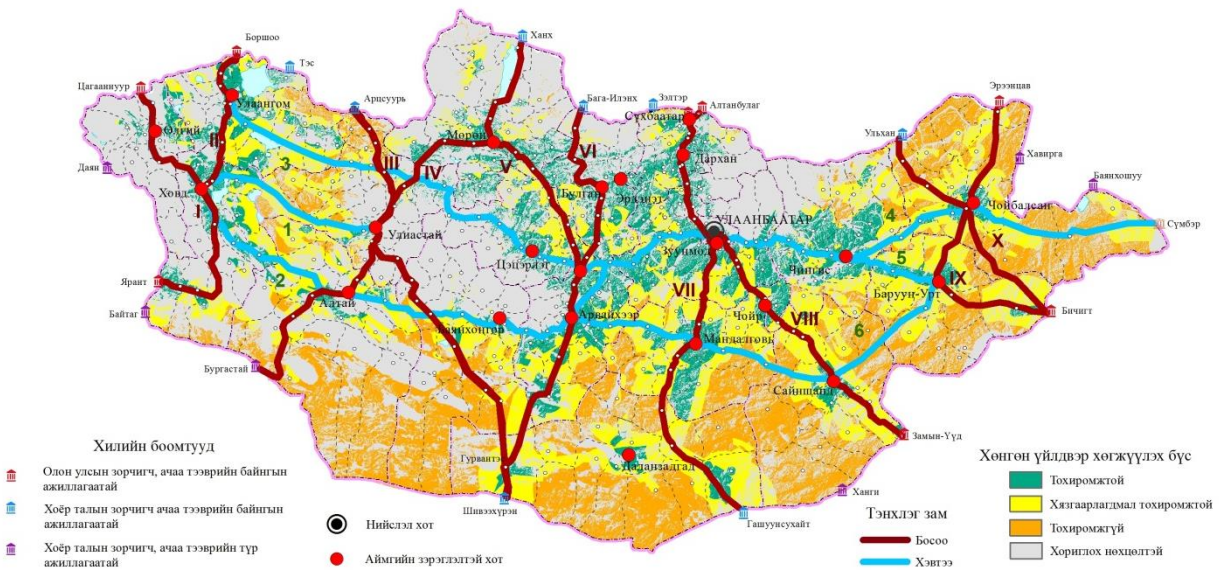 Ханх
Боршоо
Тэс
Цагааннуур
Улаангом
Арцсуурь
Бага-Илэнх
Зэлтэр
Алтанбулаг
Сүхбаатар
Эрээнцав
Өлгий
II
Мөрөн
V
VI
Дархан
Ульхан
Хавирга
Даян
3
III
IV
Булган
Эрдэнэт
Баянхошуу
Ховд
I
1
Улиастай
УЛААНБААТАР
Зуунмод
4
Чойбалсан
Сүмбэр
Цэцэрлэг
Чингис
5
X
2
Баруун-Урт
IX
Ярант
Алтай
VII
Чойр
VIII
Байтаг
Баянхонгор
Арвайхээр
6
Бичигт
Мандалговь
Бургастай
Сайншанд
Замын-Үүд
Гурвантэс
Даланзадгад
Ханги
Шивээхүрэн
Гашуунсухайт
Хилийн боомтууд
Олон улсын зорчигч, ачаа тээврийн байнгын
ажиллагаатай
Хоёр талын зорчигч ачаа тээврийн байнгын
ажиллагаатай
Хоёр талын зорчигч, ачаа тээврийн түр
ажиллагаатай
Нийслэл хот
Аймгийн зэрэглэлтэй хот
Тэнхлэг зам
Босоо
Хэвтээ
Хөнгөн үйлдвэр хөгжүүлэх бүс
Тохиромжтой
Хязгаарлагдмал тохиромжтой
Тохиромжгүй
Хориглох нөхцөлтэй